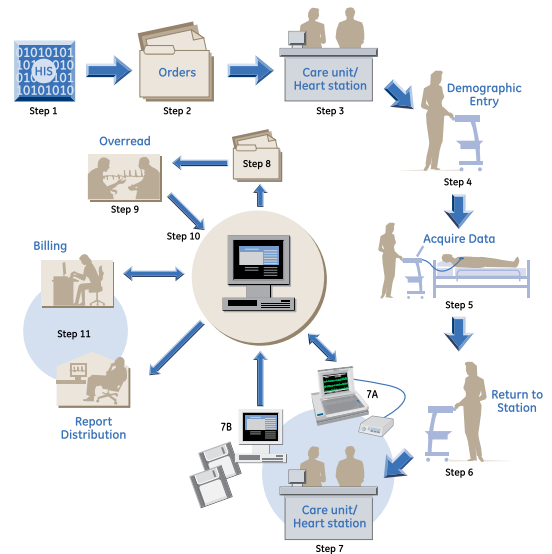 01010101
01010101
HIS
01010101
01010101
Step 1
Orders
Step 2
Care unit/
Heart station
Step 3
Demographic
Entry
Step 4
Acquire Data
Step 5
Return to
Station
Step 6
7A
7B
Care unit/
Heart station
Step 7
Step 8
Overread
Step 9
Step 10
Billing
Step 11
Report
Distribution